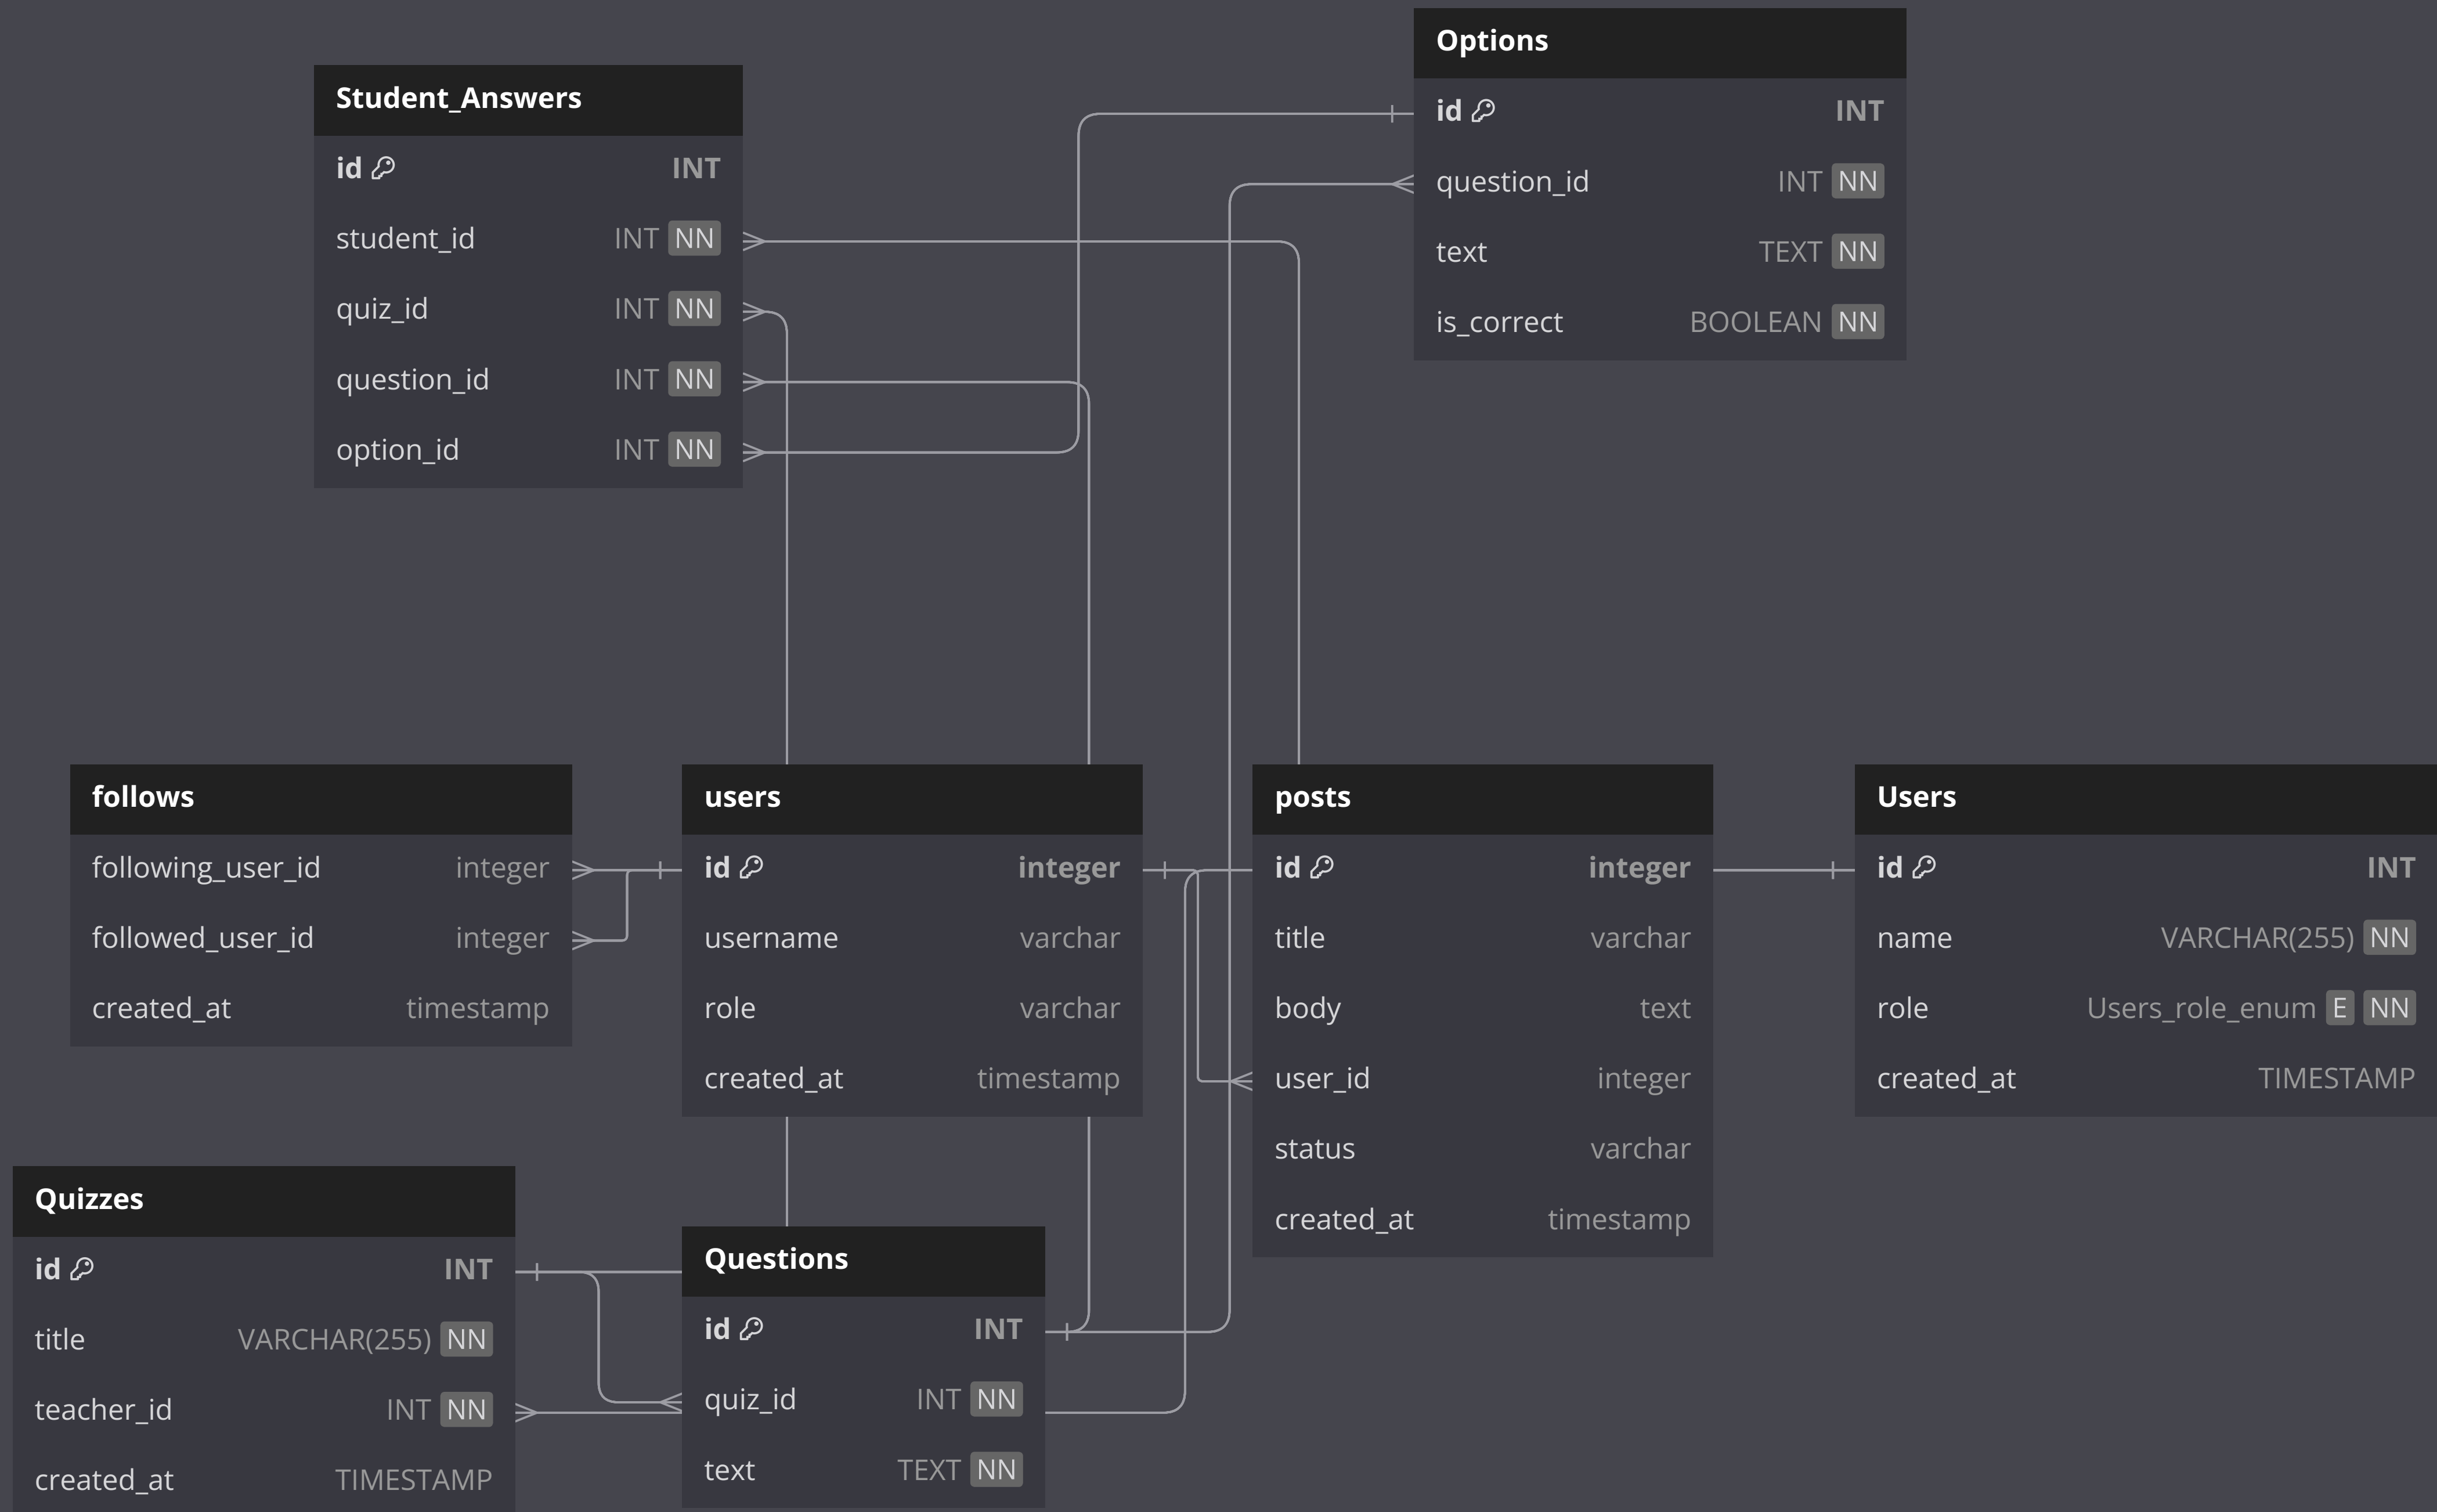 Options
id INT
question_id INT NN
text TEXT NN
is_correct BOOLEAN NN
Student_Answers
id INT
student_id INT NN
quiz_id INT NN
question_id INT NN
option_id INT NN
follows
following_user_id integer
followed_user_id integer
created_at timestamp
users
id integer
username varchar
role varchar
created_at timestamp
posts
id integer
title varchar
body text
user_id integer
status varchar
created_at timestamp
Users
id INT
name VARCHAR(255) NN
role Users_role_enum E NN
created_at TIMESTAMP
Quizzes
id INT
title VARCHAR(255) NN
teacher_id INT NN
created_at TIMESTAMP
Questions
id INT
quiz_id INT NN
text TEXT NN